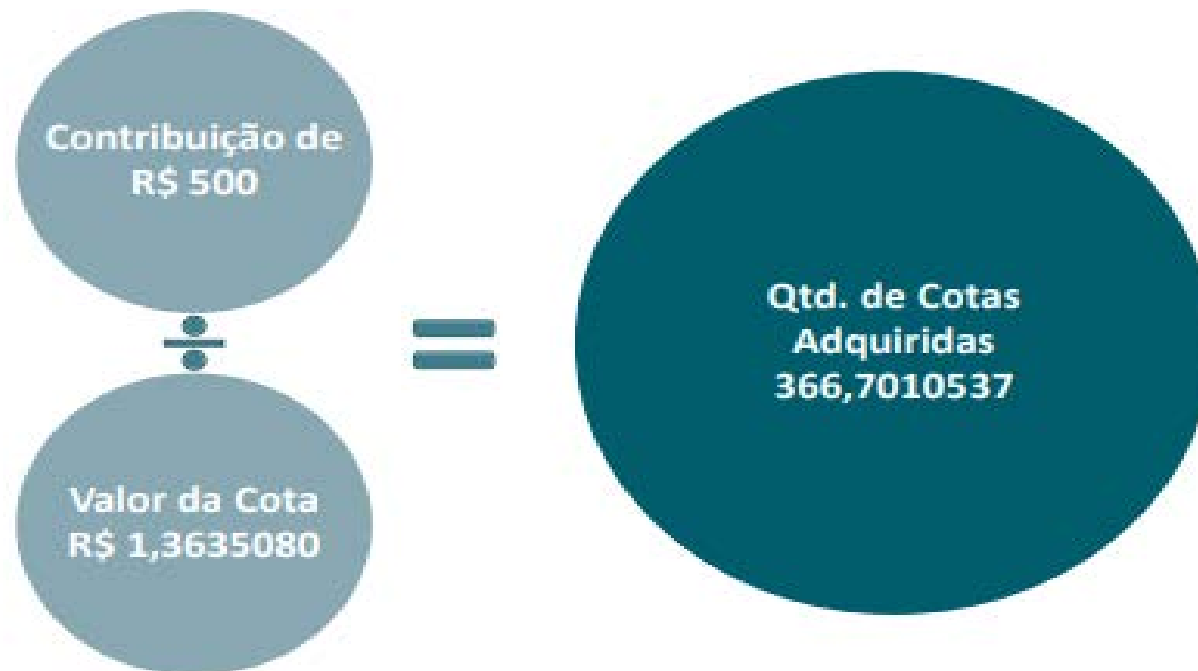 Contribuição de
R$ 500
÷
Valor da Cota
R$ 1,3635080
=
Qtd. de Cotas
Adquiridas
366,7010537